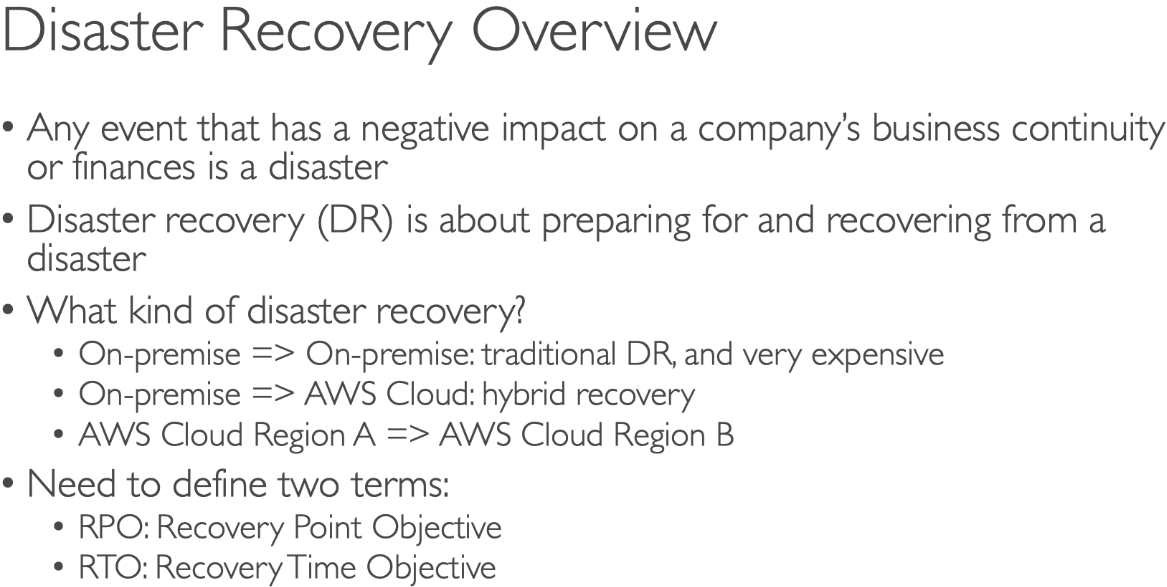 Disaster Recovery Overview
• Any event that has a negative impact on a company’s business continuity
or finances is a disaster
• Disaster recovery (DR) is about preparing for and recovering from a
disaster
• What kind of disaster recovery?
• On-premise => On-premise: traditional DR, and very expensive
• On-premise => AWS Cloud: hybrid recovery
• AWS Cloud Region A => AWS Cloud Region B
• Need to define two terms:
• RPO: Recovery Point Objective
• RTO: Recovery Time Objective